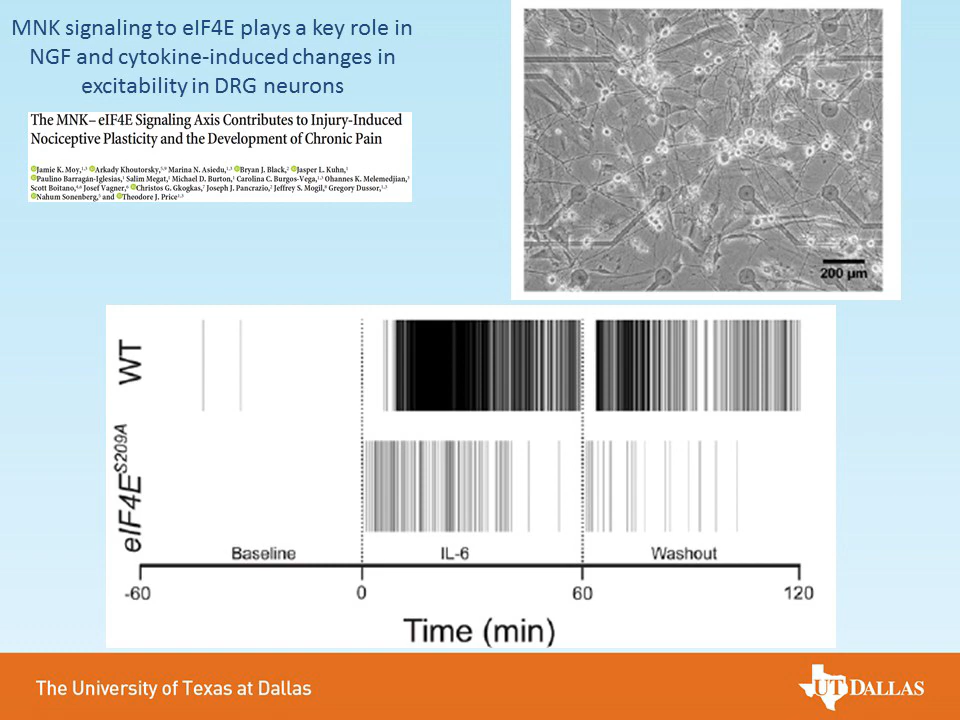 MNK signaling to eIF4E plays a key role in
NGF and cytokine-induced changes in
excitability in DRG neurons
The MNK–eIF4E Signaling Axis Contributes to Injury-Induced
Nociceptive Plasticity and the Development of Chronic Pain
Jamie K. Moy,1,3 Arkady Khoutorsky,5,9 Marina N. Asiedu,1,3 Bryan J. Black,2 Jasper L. Kuhn,1
Paulino Barragán-Iglesias,1 Salim Megat,1 Michael D. Burton,1 Carolina C. Burgos-Vega,1,3 Ohannes K. Melemedjian,3
Scott Boitano,4,6 Josef Vagner,6 Christos G. Gkogkas,7 Joseph J. Pancrazio,2 Jeffrey S. Mogil,8 Gregory Dussor,1,3
Nahum Sonenberg,5 and Theodore J. Price1,3
200 µm
WT
eIF4ES209A
Baseline
IL-6
Washout
-60
0
60
120
Time (min)
The University of Texas at Dallas
UT DALLAS